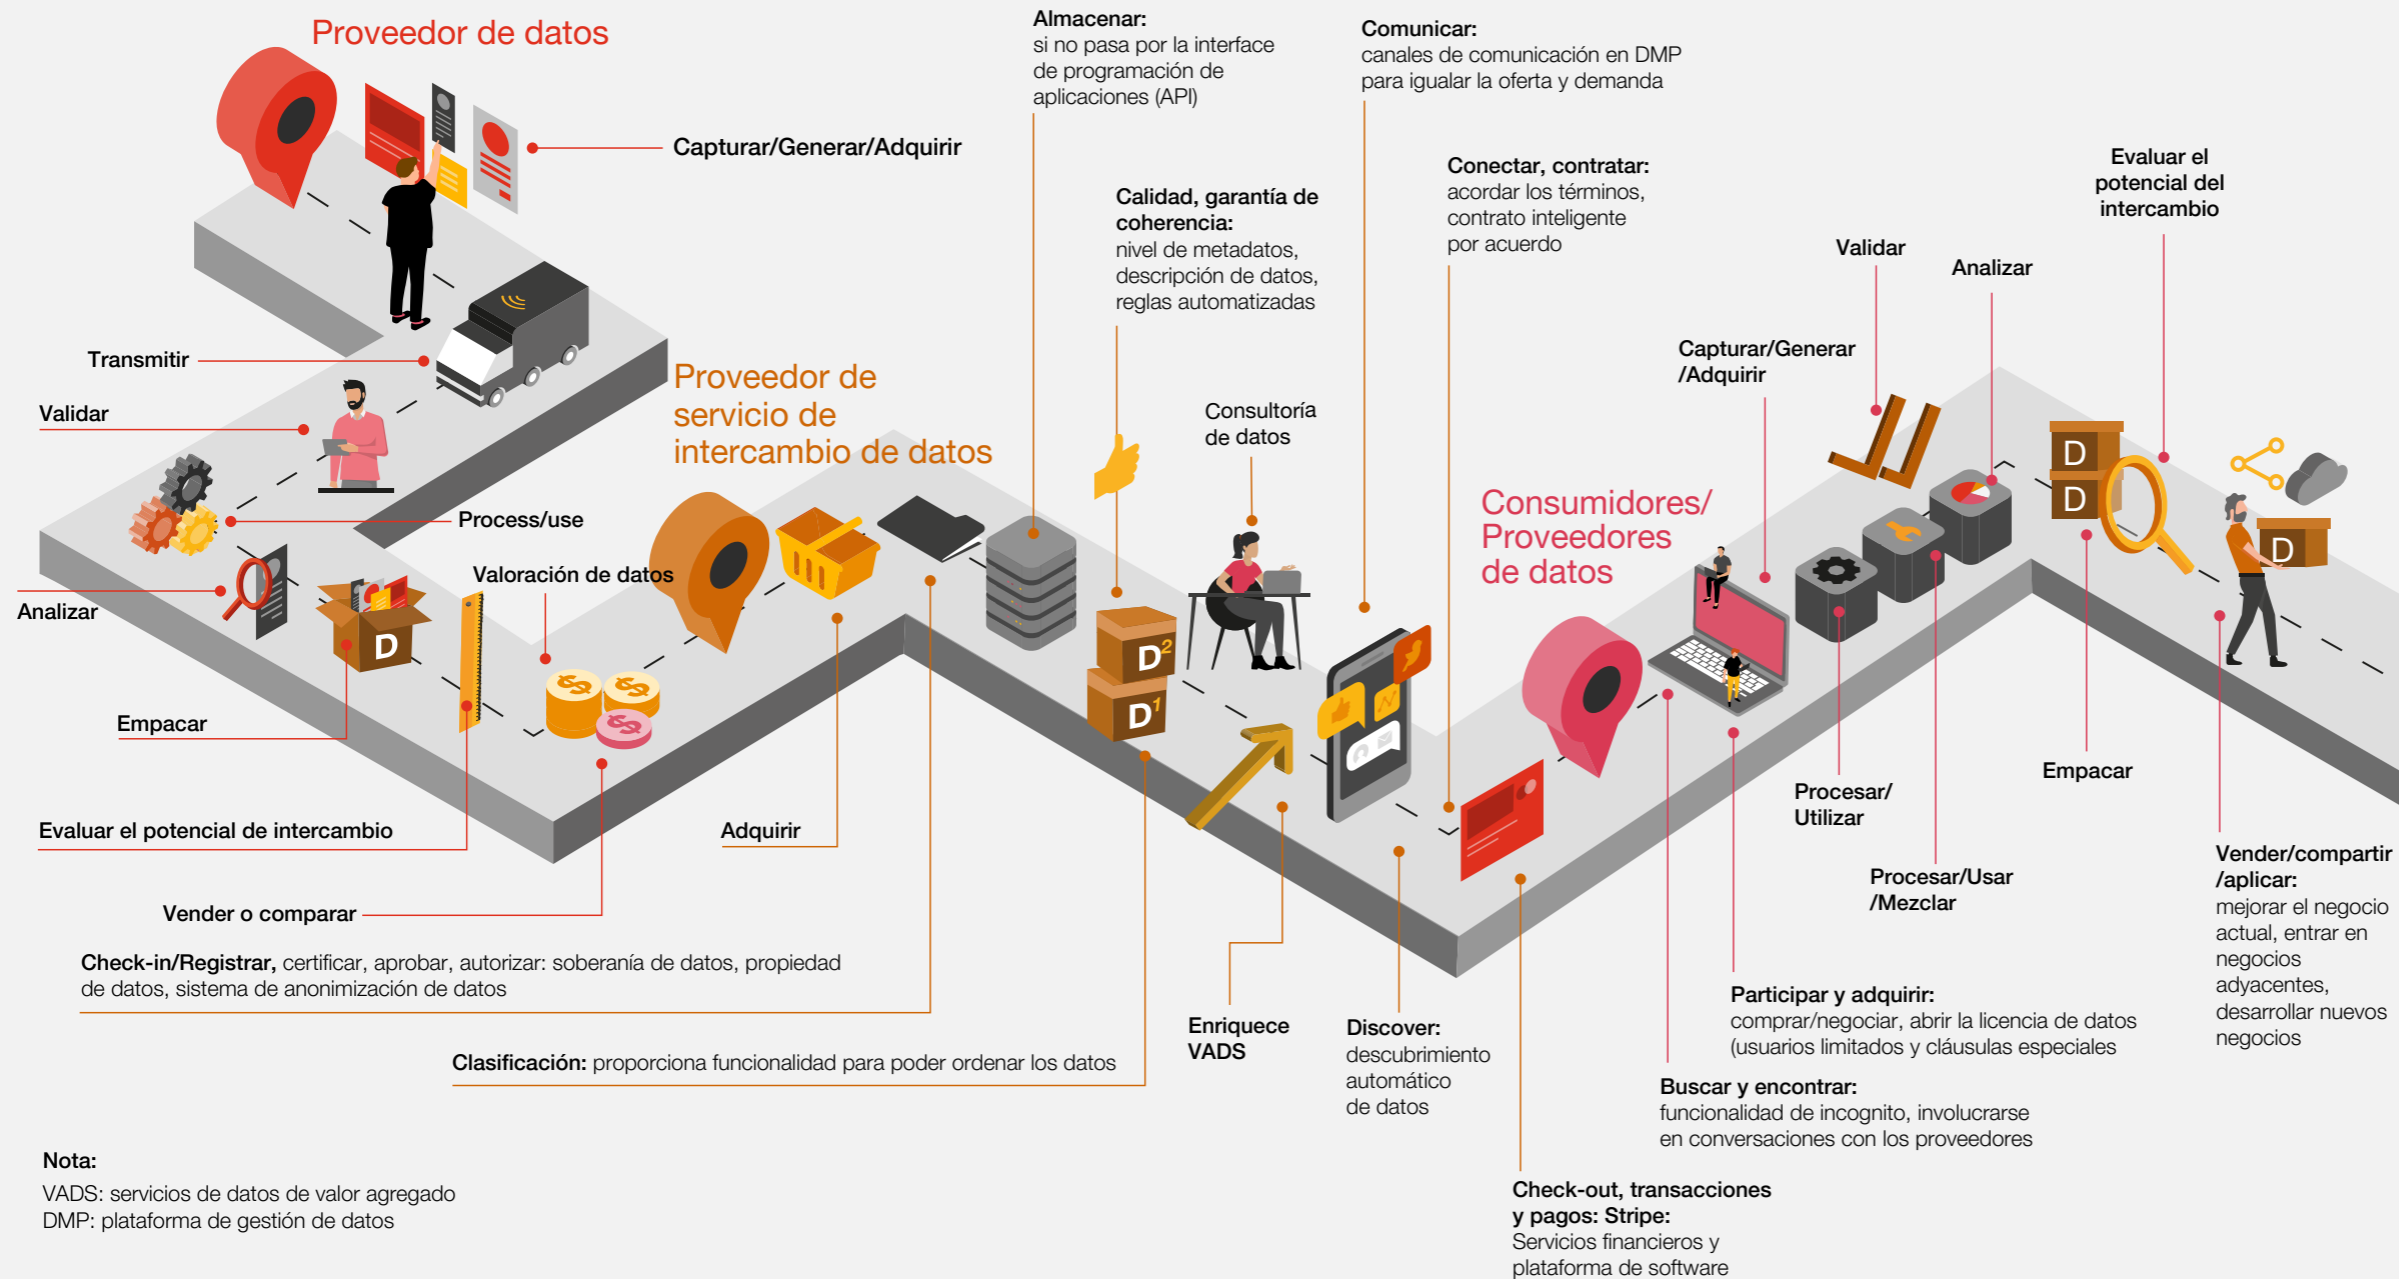 Proveedor de datos
Capturar/Generar/Adquirir
Transmitir
Validar
Process/use
Analizar
Empacar
Evaluar el potencial de intercambio
Valoración de datos
Vender o comparar
Proveedor de
servicio de
intercambio de datos
Adquirir
Check-in/Registrar, certificar, aprobar, autorizar: soberanía de datos, propiedad
de datos, sistema de anonimización de datos
Almacenar:
si no pasa por la interface
de programación de
aplicaciones (API)
Calidad, garantía de
coherencia:
nivel de metadatos,
descripción de datos,
reglas automatizadas
Clasificación: proporciona funcionalidad para poder ordenar los datos
Consultoría
de datos
Enriquece
VADS
Comunicar:
canales de comunicación en DMP
para igualar la oferta y demanda
Discover:
descubrimiento
automático
de datos
Conectar, contratar:
acordar los términos,
contrato inteligente
por acuerdo
Check-out, transacciones
y pagos: Stripe:
Servicios financieros y
plataforma de software
Consumidores/
Proveedores
de datos
Buscar y encontrar:
funcionalidad de incognito, involucrarse
en conversaciones con los proveedores
Participar y adquirir:
comprar/negociar, abrir la licencia de datos
(usuarios limitados y cláusulas especiales
Capturar/Generar
/Adquirir
Procesar/
Utilizar
Validar
Procesar/Usar
/Mezclar
Analizar
Empacar
Evaluar el
potencial del
intercambio
Vender/compartir
/aplicar:
mejorar el negocio
actual, entrar en
negocios
adyacentes,
desarrollar nuevos
negocios
D
D²
D¹
D
D
D
Nota:
VADS: servicios de datos de valor agregado
DMP: plataforma de gestión de datos